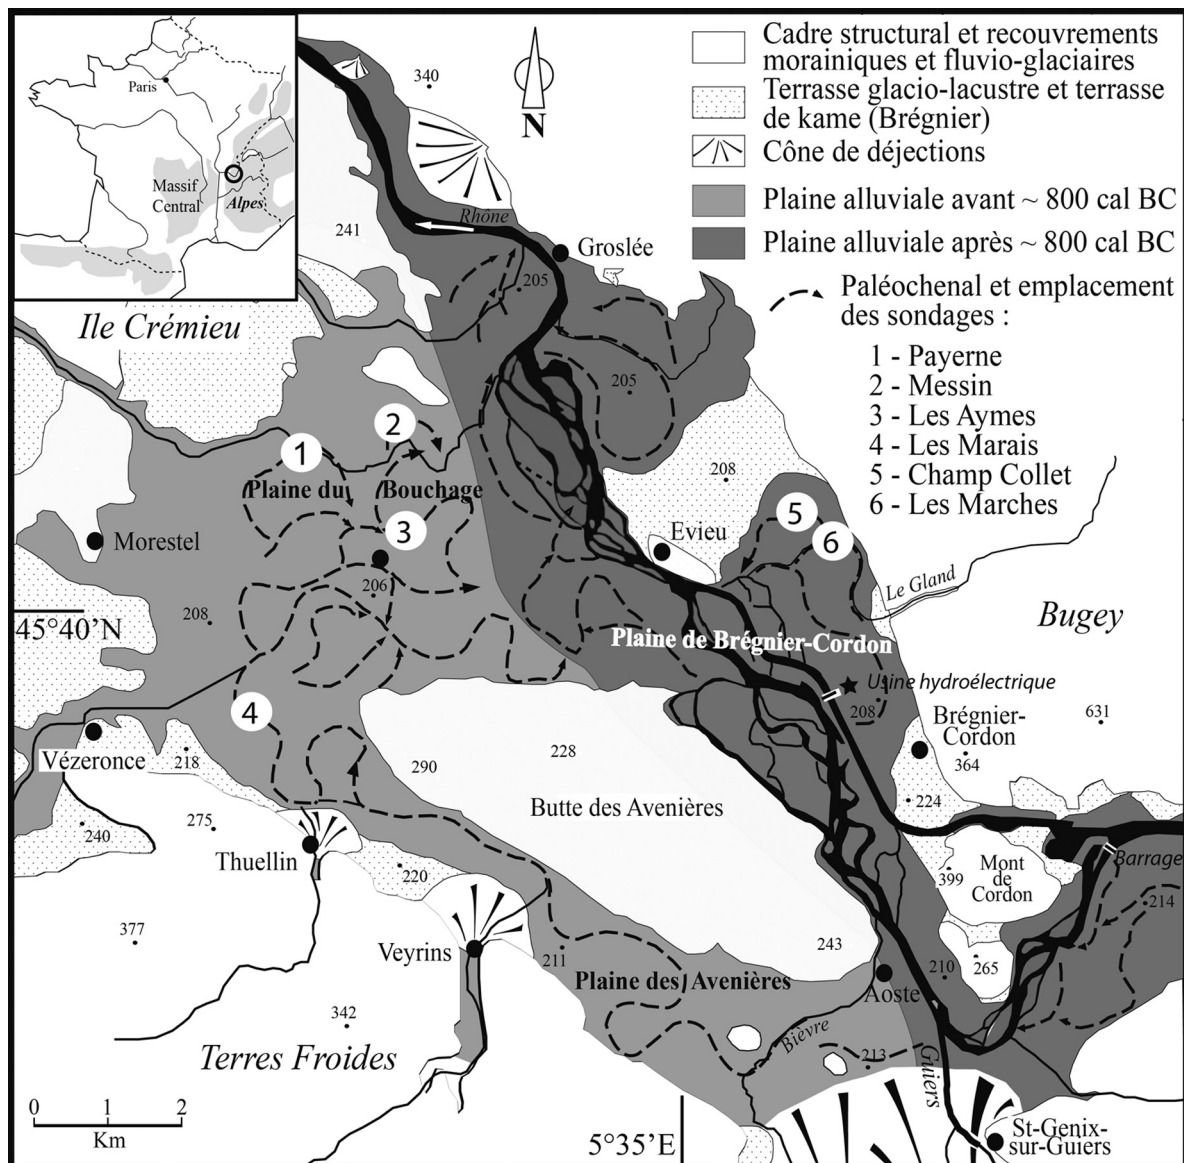 Paris
Massif
Central
Alpes
N
Cadre structural et recouvrements
morainiques et fluvio-glaciaires
Terrasse glacio-lacustre et terrasse
de kame (Brégnier)
Cône de déjections
Plaine alluviale avant ~ 800 cal BC
Plaine alluviale après ~ 800 cal BC
Paléochenal et emplacement
des sondages :
1 - Payerne
2 - Messin
3 - Les Aymes
4 - Les Marais
5 - Champ Collet
6 - Les Marches
340
Rhône
241
Groslée
205
Ile Crémieu
205
2
1
Plaine du Bouchage
208
5
3
Evieu
6
Morestel
206
Le Gland
208
45°40'N
Bugey
Plaine de Brégnier-Cordon
Usine hydroélectrique
4
208
Brégnier-
Cordon
631
Vézeronce
218
228
364
290
Butte des Avenières
224
240
275
Thuellin
220
Mont
de
Cordon
399
Barrage
214
377
Veyrins
243
211
265
210
Plaine des Avenières
Aoste
342
Bièvre
213
Terres Froides
Guiers
0 1 2
Km
5°35'E
St-Genix-
sur-Guiers